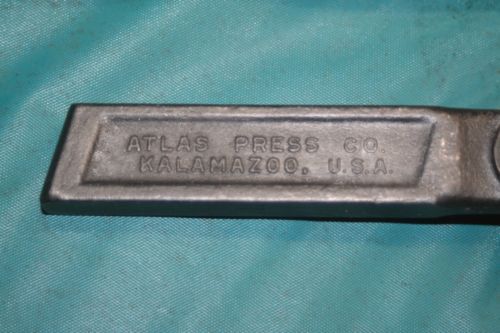 ATLAS PRESS CO.
KALAMAZOO, U.S.A.